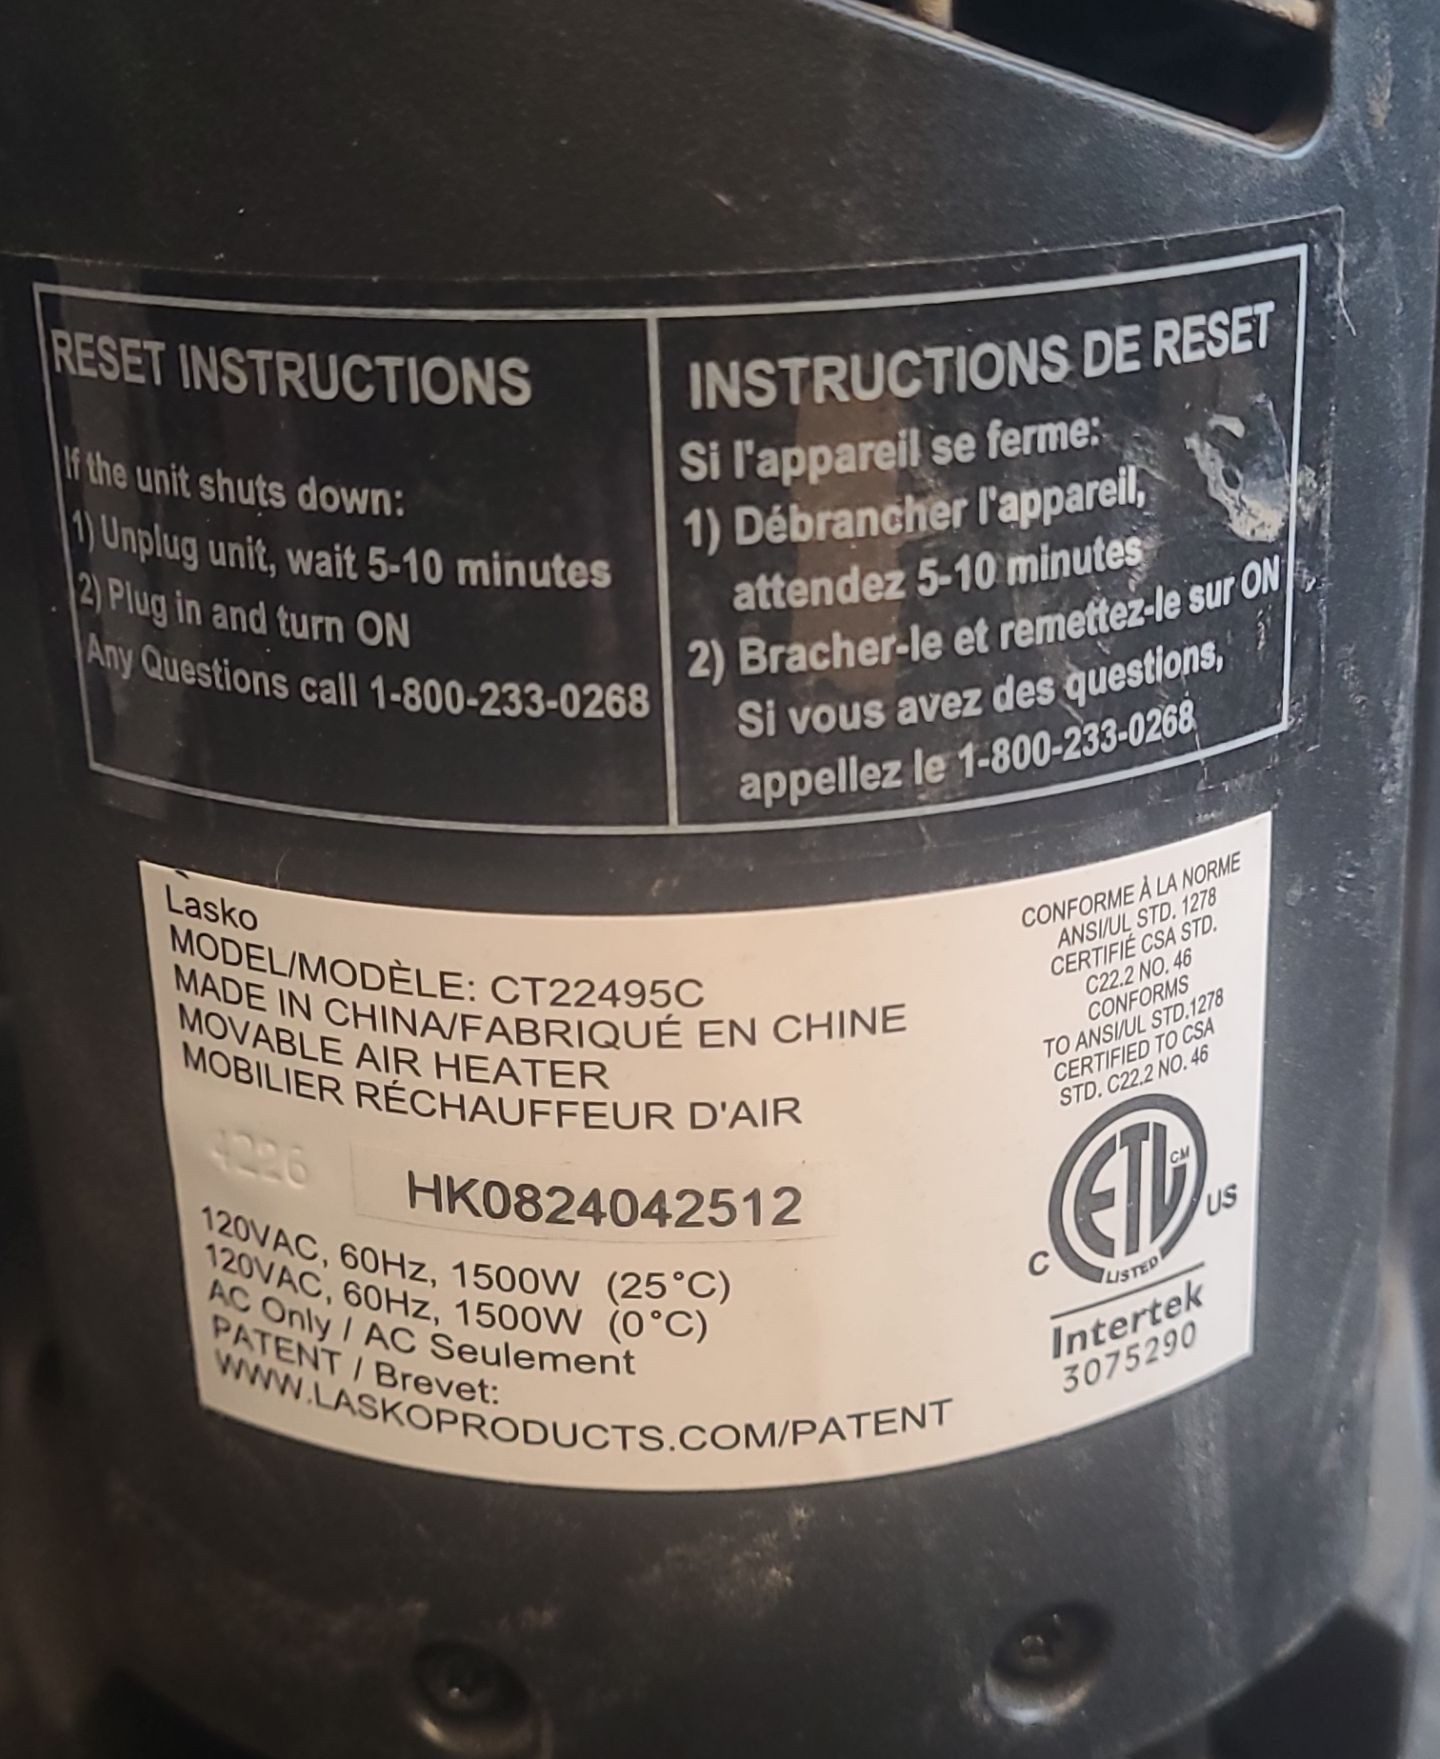 RESET INSTRUCTIONS
If the unit shuts down:
1) Unplug unit, wait 5-10 minutes
2) Plug in and turn ON
Any Questions call 1-800-233-0268
INSTRUCTIONS DE RESET
Si l'appareil se ferme:
1) Débrancher l'appareil,
attendez 5-10 minutes
2) Bracher-le et remettez-le sur ON
Si vous avez des questions,
appellez le 1-800-233-0268
Lasko
MODEL/MODÈLE: CT22495C
MADE IN CHINA/FABRIQUÉ EN CHINE
MOVABLE AIR HEATER
MOBILIER RÉCHAUFFEUR D'AIR
4226
HK0824042512
120VAC, 60Hz, 1500W (25°C)
120VAC, 60Hz, 1500W (0°C)
AC Only / AC Seulement
PATENT / Brevet:
WWW.LASKOPRODUCTS.COM/PATENT
CONFORME À LA NORME
ANSI/UL STD. 1278
CERTIFIÉ CSA STD.
C22.2 NO. 46
CONFORMS
TO ANSI/UL STD.1278
CERTIFIED TO CSA
STD. C22.2 NO. 46
ETL CM
C US
LISTED
Intertek
3075290